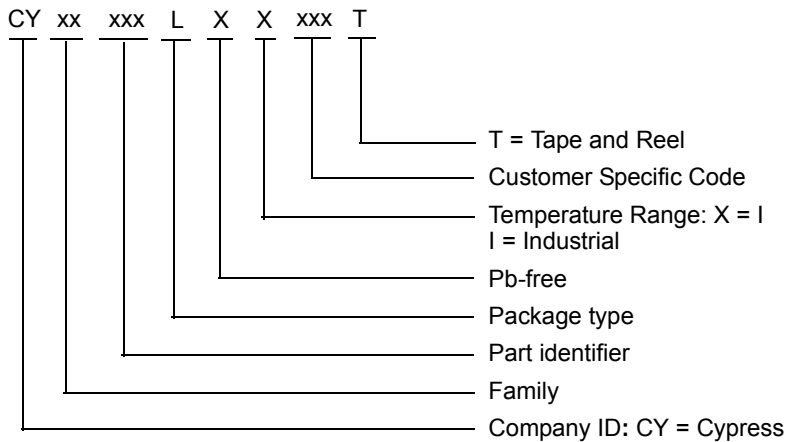 CY xx xxx L X X xxx T
T = Tape and Reel
Customer Specific Code
Temperature Range: X = I
I = Industrial
Pb-free
Package type
Part identifier
Family
Company ID: CY = Cypress